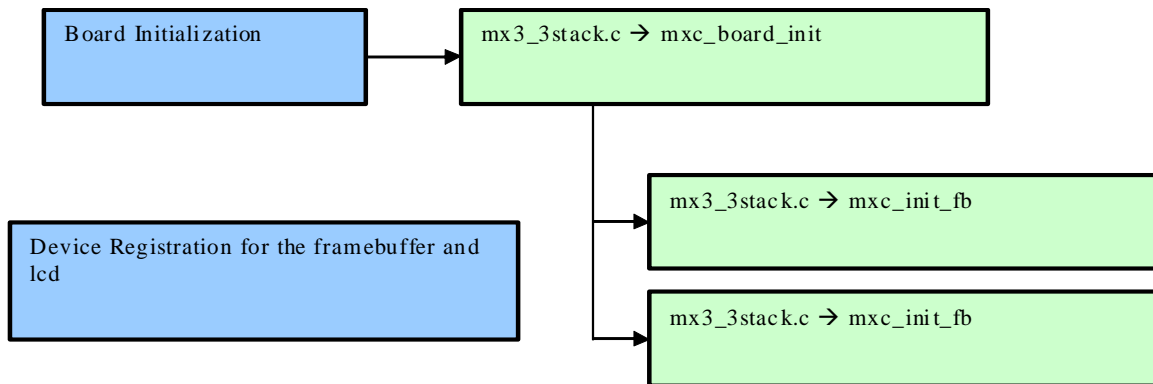 Board Initialization
mx3_3stack.c → mxc_board_init
mx3_3stack.c → mxc_init_fb
Device Registration for the framebuffer and
lcd
mx3_3stack.c → mxc_init_fb